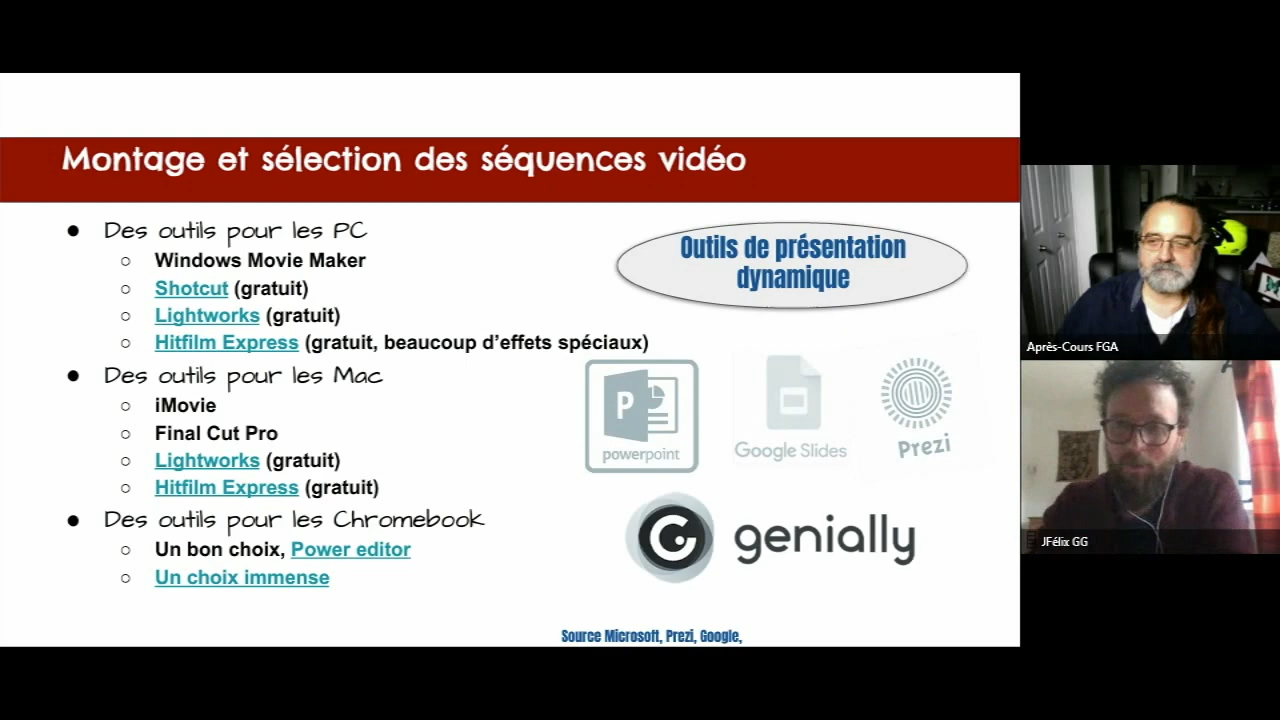 Montage et sélection des séquences vidéo
Des outils pour les PC
Windows Movie Maker
Shotcut (gratuit)
Lightworks (gratuit)
Hitfilm Express (gratuit, beaucoup d'effets spéciaux)
Des outils pour les Mac
iMovie
Final Cut Pro
Lightworks (gratuit)
Hitfilm Express (gratuit)
Des outils pour les Chromebook
Un bon choix, Power editor
Un choix immense
Outils de présentation
dynamique
P
powerpoint
Google Slides
Prezi
genially
Source Microsoft, Prezi, Google,
Après-Cours FGA
JFélix GG